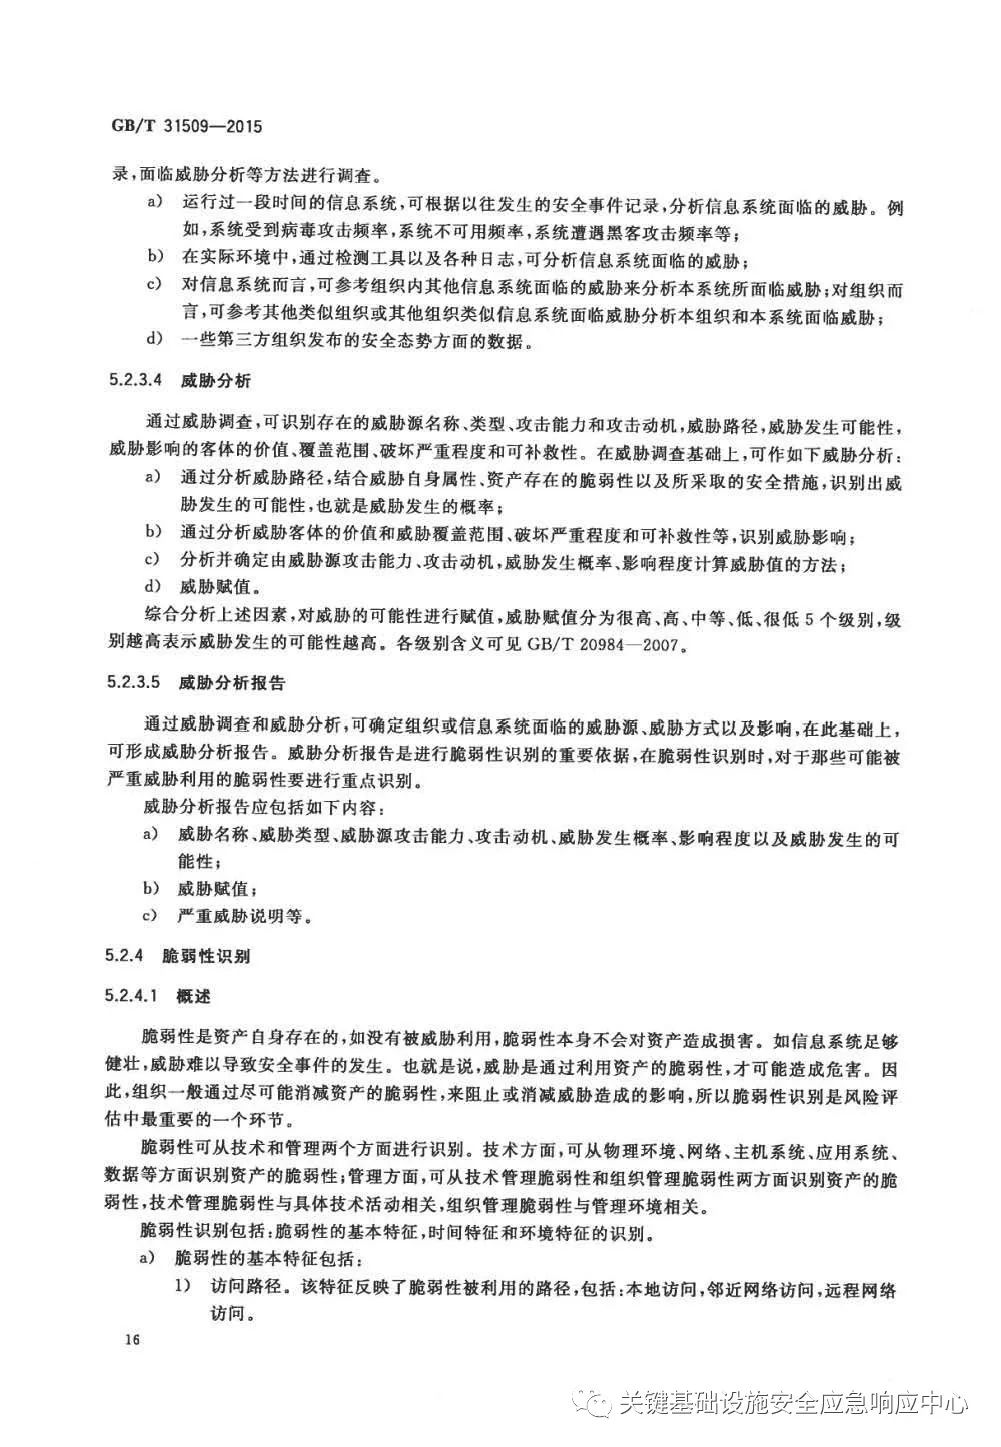 GB/T 31509—2015
录,面临威胁分析等方法进行调查。
a) 运行过一段时间的信息系统,可根据以往发生的安全事件记录,分析信息系统面临的威胁。例
如,系统受到病毒攻击频率,系统不可用频率,系统遭遇黑客攻击频率等;
b) 在实际环境中,通过检测工具以及各种日志,可分析信息系统面临的威胁;
c) 对信息系统而言,可参考组织内其他信息系统面临的威胁来分析本系统所面临威胁;对组织而
言,可参考其他类似组织或其他组织类似信息系统面临威胁分析本组织和本系统面临威胁;
d) 一些第三方组织发布的安全态势方面的数据。
5.2.3.4 威胁分析
通过威胁调查,可识别存在的威胁源名称、类型、攻击能力和攻击动机,威胁路径,威胁发生可能性,
威胁影响的客体的价值、覆盖范围、破坏严重程度和可补救性。在威胁调查基础上,可作如下威胁分析:
a) 通过分析威胁路径,结合威胁自身属性、资产存在的脆弱性以及所采取的安全措施,识别出威
胁发生的可能性,也就是威胁发生的概率;
b) 通过分析威胁客体的价值和威胁覆盖范围、破坏严重程度和可补救性等,识别威胁影响;
c) 分析并确定由威胁源攻击能力、攻击动机,威胁发生概率、影响程度计算威胁值的方法;
d) 威胁赋值。
综合分析上述因素,对威胁的可能性进行赋值,威胁赋值分为很高、高、中等、低、很低 5 个级别,级
别越高表示威胁发生的可能性越高。各级别含义可见 GB/T 20984—2007。
5.2.3.5 威胁分析报告
通过威胁调查和威胁分析,可确定组织或信息系统面临的威胁源、威胁方式以及影响,在此基础上,
可形成威胁分析报告。威胁分析报告是进行脆弱性识别的重要依据,在脆弱性识别时,对于那些可能被
严重威胁利用的脆弱性要进行重点识别。
威胁分析报告应包括如下内容:
a) 威胁名称、威胁类型、威胁源攻击能力、攻击动机、威胁发生概率、影响程度以及威胁发生的可
能性;
b) 威胁赋值;
c) 严重威胁说明等。
5.2.4 脆弱性识别
5.2.4.1 概述
脆弱性是资产自身存在的,如没有被威胁利用,脆弱性本身不会对资产造成损害。如信息系统足够
健壮,威胁难以导致安全事件的发生。也就是说,威胁是通过利用资产的脆弱性,才可能造成危害。因
此,组织一般通过尽可能消减资产的脆弱性,来阻止或消减威胁造成的影响,所以脆弱性识别是风险评
估中最重要的一个环节。
脆弱性可从技术和管理两个方面进行识别。技术方面,可从物理环境、网络、主机系统、应用系统、
数据等方面识别资产的脆弱性;管理方面,可从技术管理脆弱性和组织管理脆弱性两方面识别资产的脆
弱性,技术管理脆弱性与具体技术活动相关,组织管理脆弱性与管理环境相关。
脆弱性识别包括:脆弱性的基本特征,时间特征和环境特征的识别。
a) 脆弱性的基本特征包括:
1) 访问路径。该特征反映了脆弱性被利用的路径,包括:本地访问,邻近网络访问,远程网络
访问。
16
关键基础设施安全应急响应中心